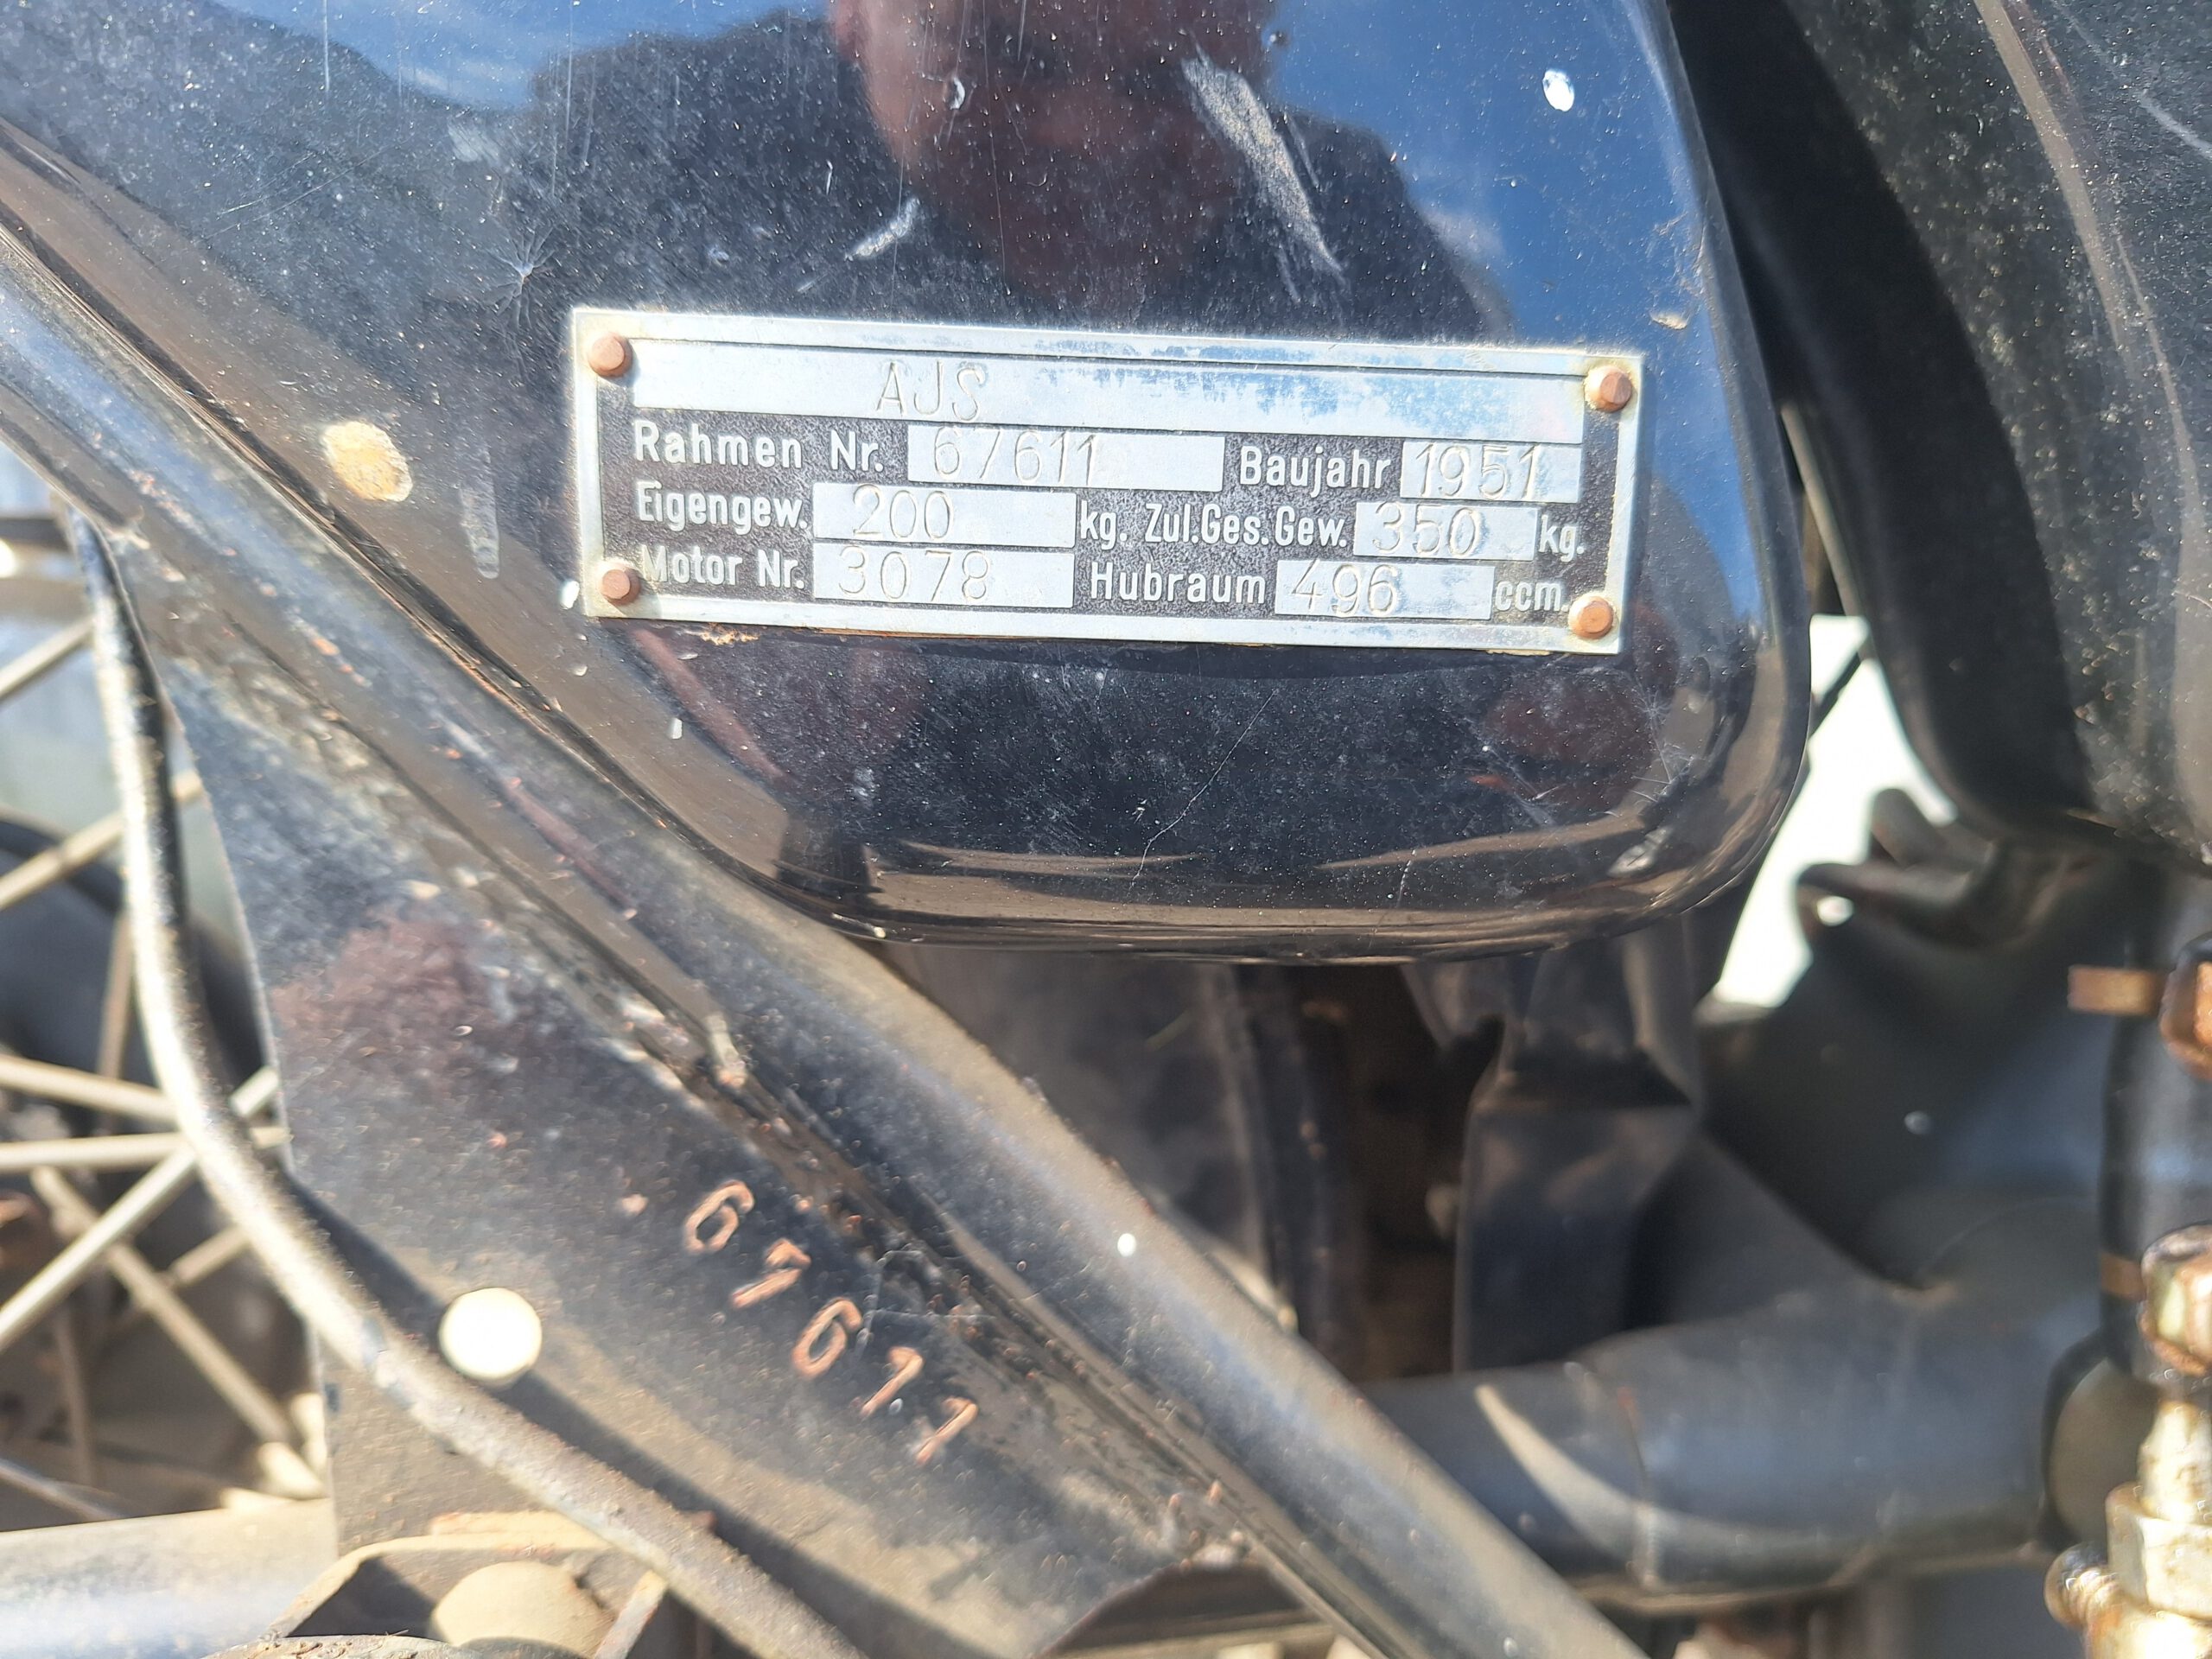 AJS
Rahmen Nr. 67611 Baujahr 1951
Eigengew. 200 kg. Zul.Ges.Gew. 350 kg.
Motor Nr. 3078 Hubraum 496 ccm.
67611